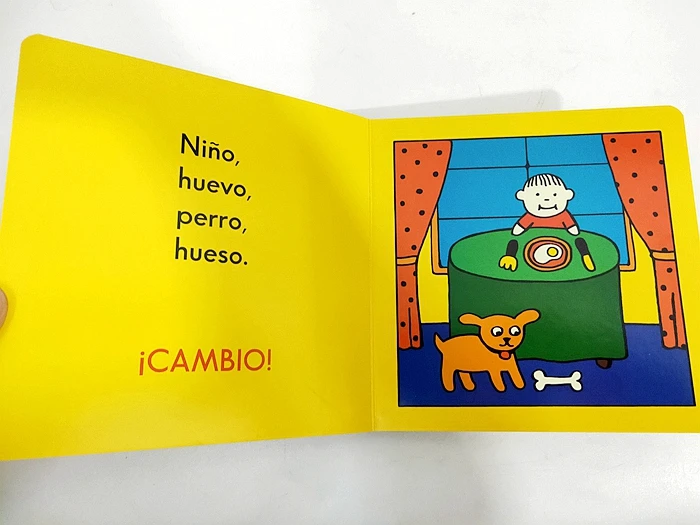 Niño,
huevo,
perro,
hueso.
¡CAMBIO!